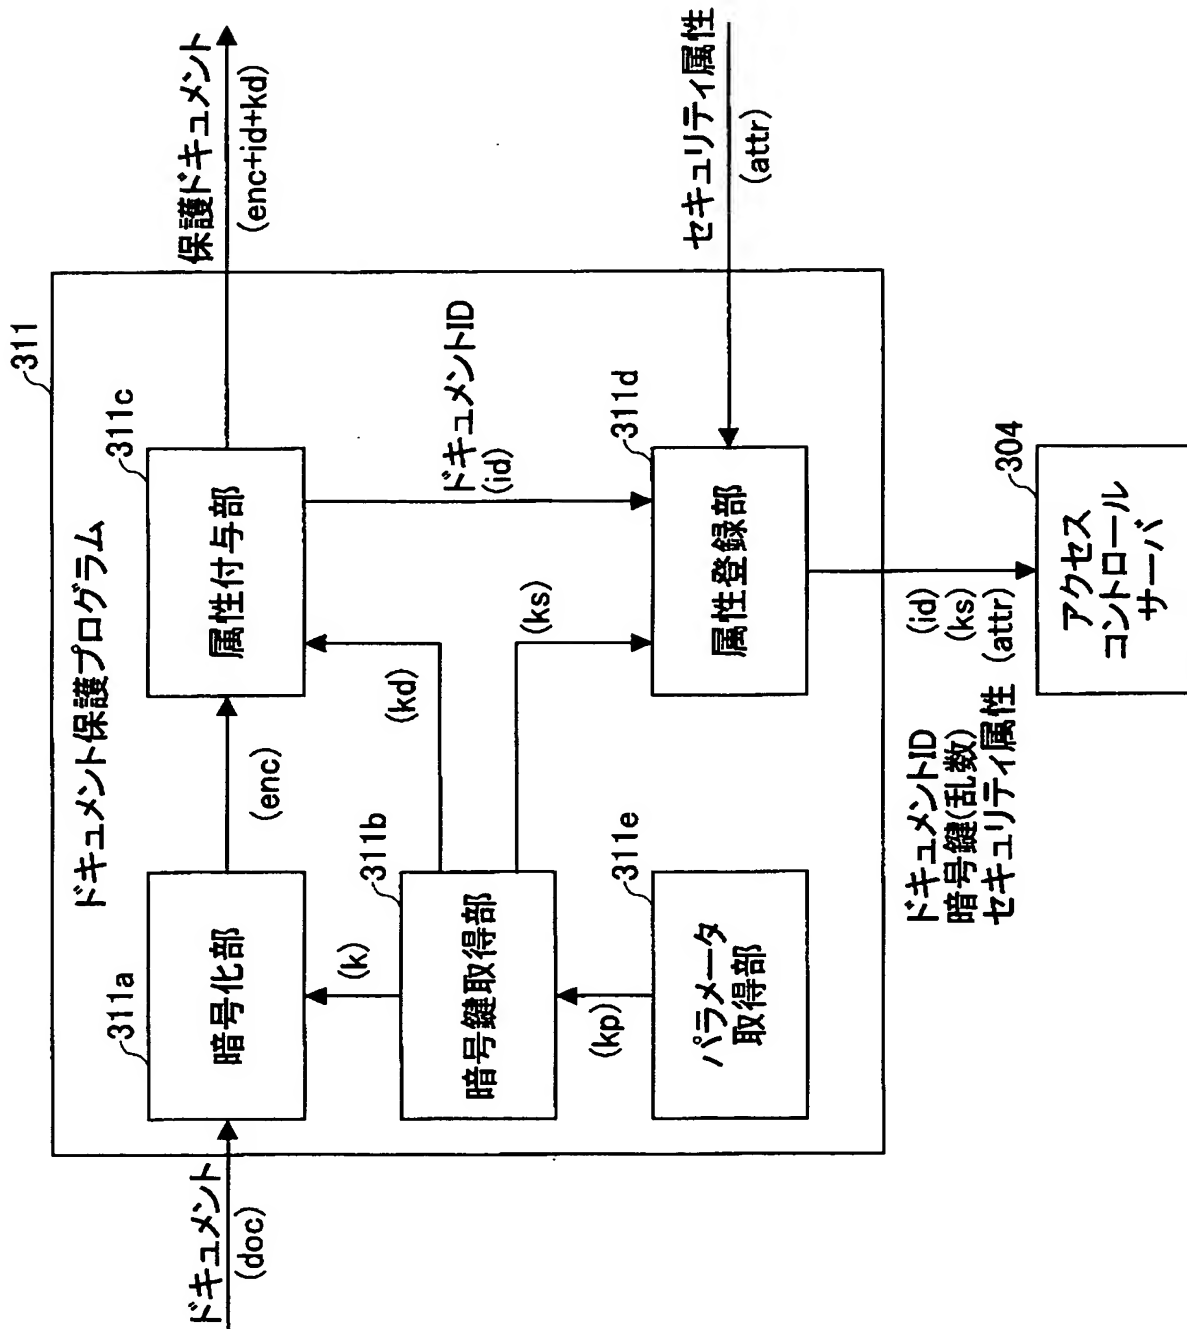 311
ドキュメント保護プログラム
ドキュメント
(doc)
311a
暗号化部
(enc)
311c
属性付与部
保護ドキュメント
(enc+id+kd)
(k)
311b
暗号鍵取得部
(kd)
(ks)
ドキュメントID
(id)
(kp)
311e
パラメータ
取得部
311d
属性登録部
セキュリティ属性
(attr)
ドキュメントID (id)
暗号鍵(乱数) (ks)
セキュリティ属性 (attr)
304
アクセス
コントロール
サーバ